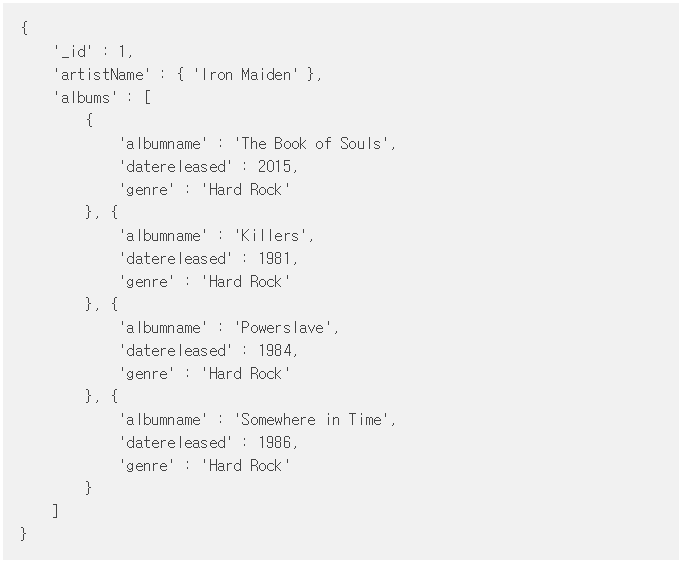 {
    '_id' : 1,
    'artistName' : { 'Iron Maiden' },
    'albums' : [
        {
            'albumname' : 'The Book of Souls',
            'datereleased' : 2015,
            'genre' : 'Hard Rock'
        }, {
            'albumname' : 'Killers',
            'datereleased' : 1981,
            'genre' : 'Hard Rock'
        }, {
            'albumname' : 'Powerslave',
            'datereleased' : 1984,
            'genre' : 'Hard Rock'
        }, {
            'albumname' : 'Somewhere in Time',
            'datereleased' : 1986,
            'genre' : 'Hard Rock'
        }
    ]
}